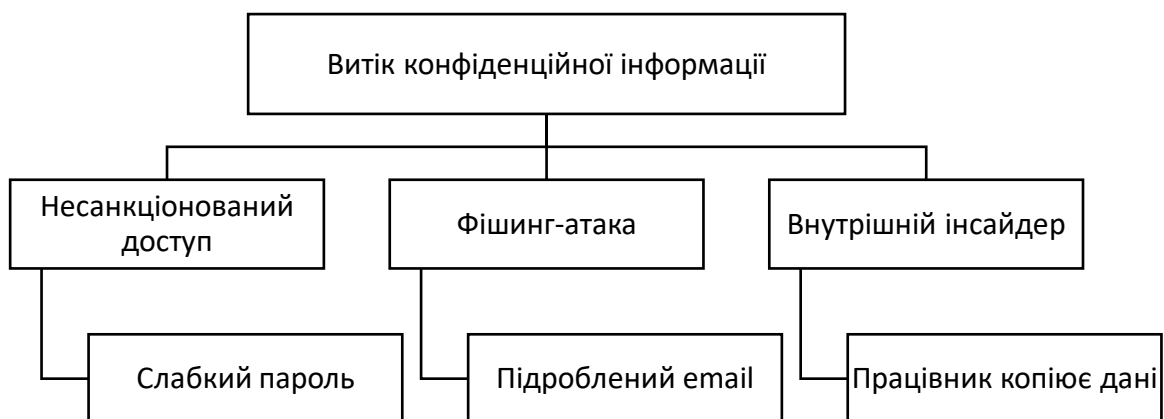 Витік конфіденційної інформації
Несанкціонований
доступ
Фішинг-атака
Внутрішній інсайдер
Слабкий пароль
Підроблений email
Працівник копіює дані